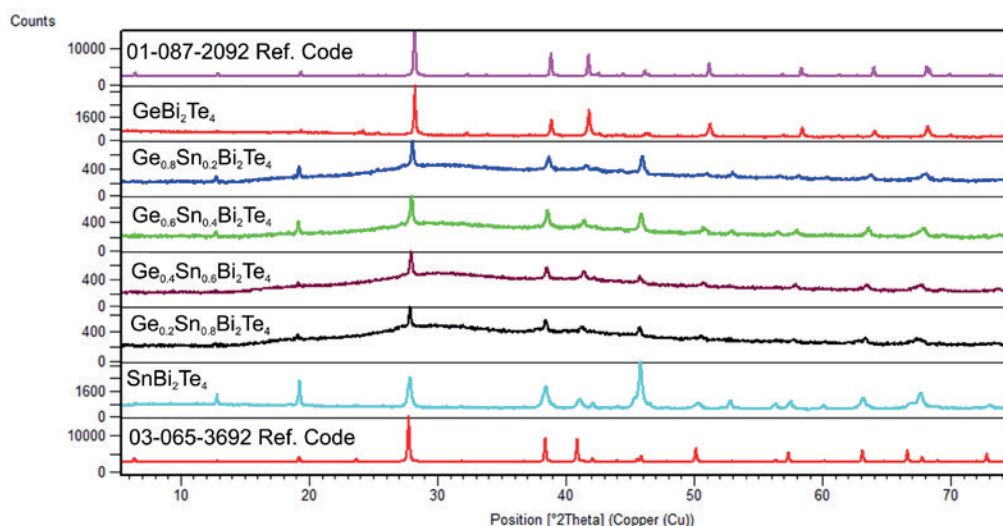 Counts
01-087-2092 Ref. Code
10000
0
GeBi₂Te₄
1600
0
Ge₀.₈Sn₀.₂Bi₂Te₄
400
0
Ge₀.₆Sn₀.₄Bi₂Te₄
400
0
Ge₀.₄Sn₀.₆Bi₂Te₄
400
0
Ge₀.₂Sn₀.₈Bi₂Te₄
400
0
SnBi₂Te₄
1600
0
03-065-3692 Ref. Code
10000
0
10 20 30 40 50 60 70
Position [°2Theta] (Copper (Cu))